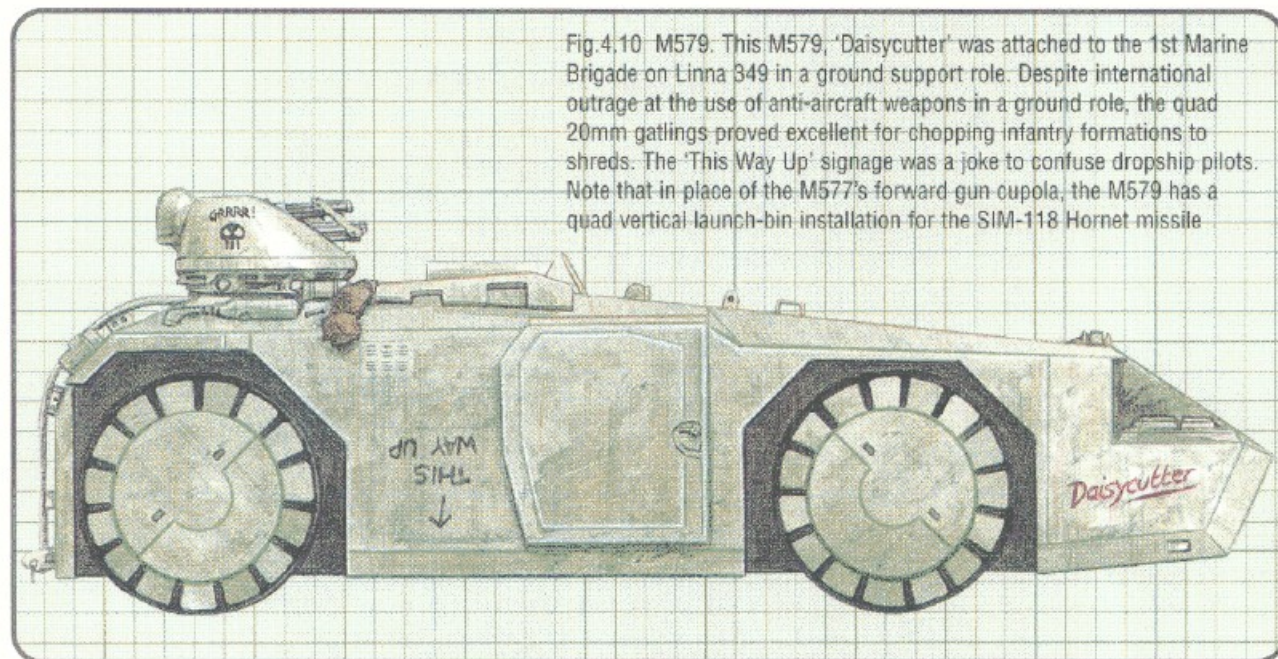 Fig.4.10 M579. This M579, ‘Daisycutter’ was attached to the 1st Marine
Brigade on Linna 349 in a ground support role. Despite international
outrage at the use of anti-aircraft weapons in a ground role, the quad
20mm gatlings proved excellent for chopping infantry formations to
shreds. The ‘This Way Up’ signage was a joke to confuse dropship pilots.
Note that in place of the M577’s forward gun cupola, the M579 has a
quad vertical launch-bin installation for the SIM-118 Hornet missile
GRRRR!
THIS
WAY UP
Daisycutter